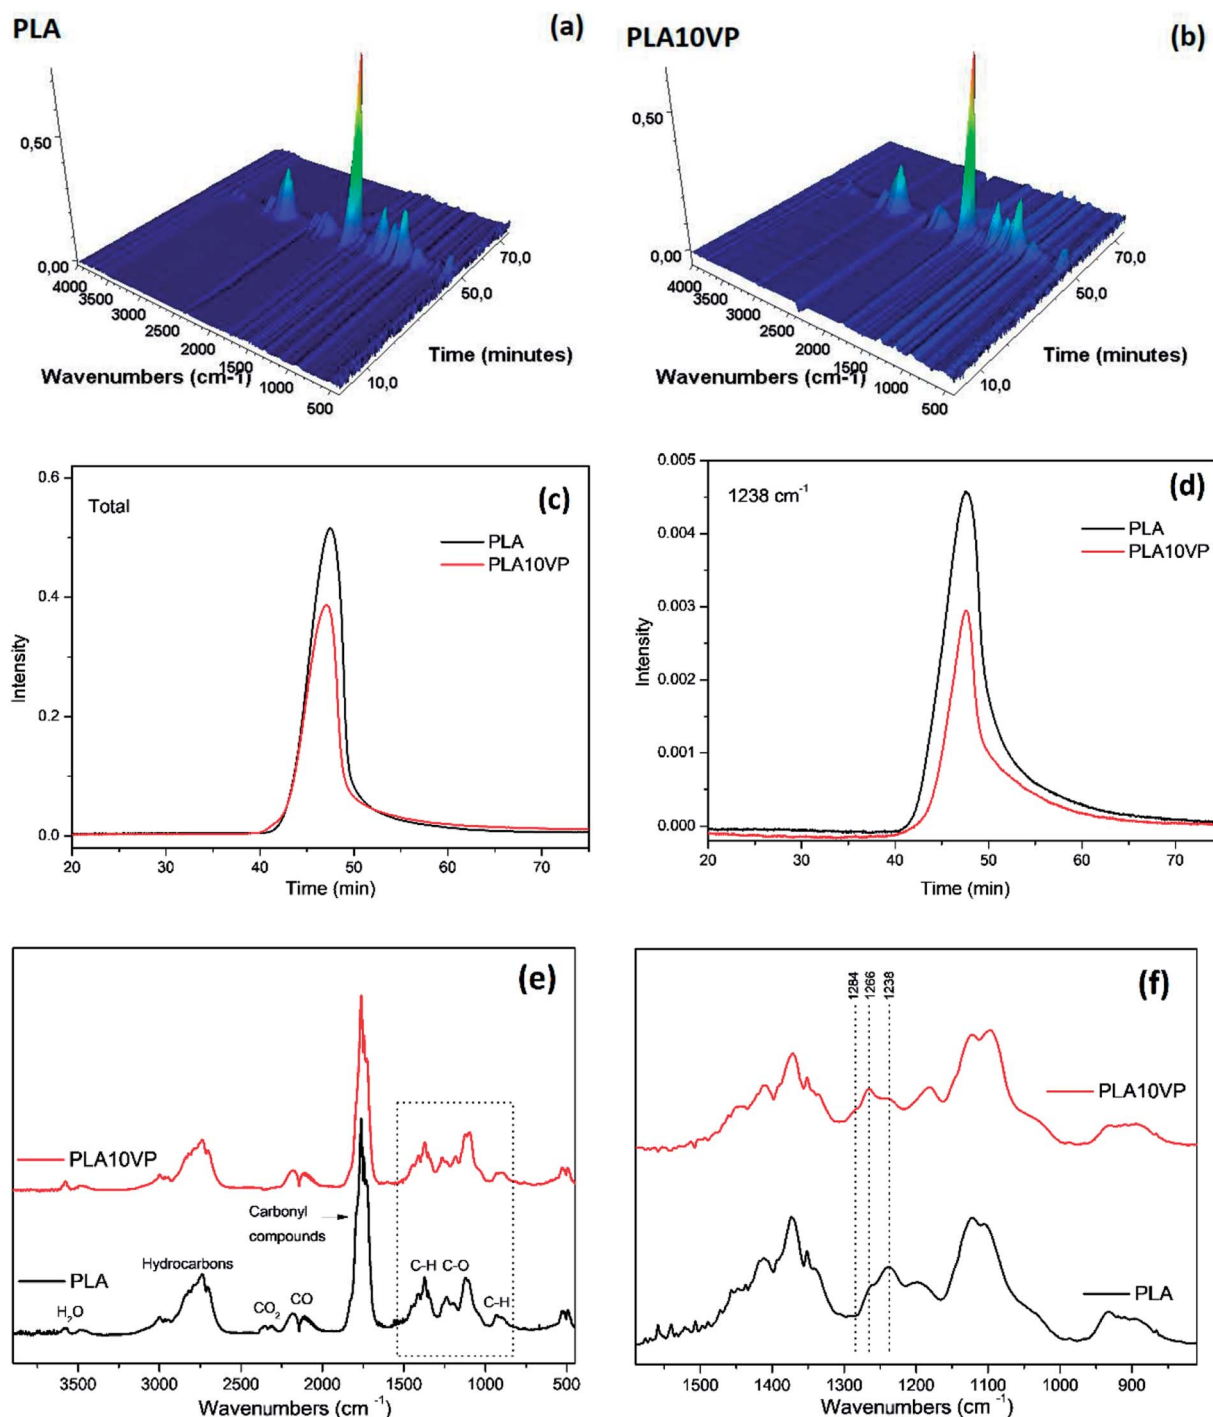 PLA
(a)
0,50
0,00
4000
3500
3000
2500
2000
1500
1000
500
Wavenumbers (cm-1)
10,0
50,0
70,0
Time (minutes)
PLA10VP
(b)
0,50
0,00
4000
3500
3000
2500
2000
1500
1000
500
Wavenumbers (cm-1)
10,0
50,0
70,0
Time (minutes)
0.6
0.4
0.2
0.0
Intensity
Total
(c)
PLA
PLA10VP
20 30 40 50 60 70
Time (min)
0.005
0.004
0.003
0.002
0.001
0.000
Intensity
1238 cm⁻¹
(d)
PLA
PLA10VP
20 30 40 50 60 70
Time (min)
(e)
PLA10VP
Carbonyl
compounds
Hydrocarbons
PLA
H₂O
CO₂
CO
C-H
C-O
C-H
3500 3000 2500 2000 1500 1000 500
Wavenumbers (cm⁻¹)
1284
1266
1238
(f)
PLA10VP
PLA
1500 1400 1300 1200 1100 1000 900
Wavenumbers (cm⁻¹)